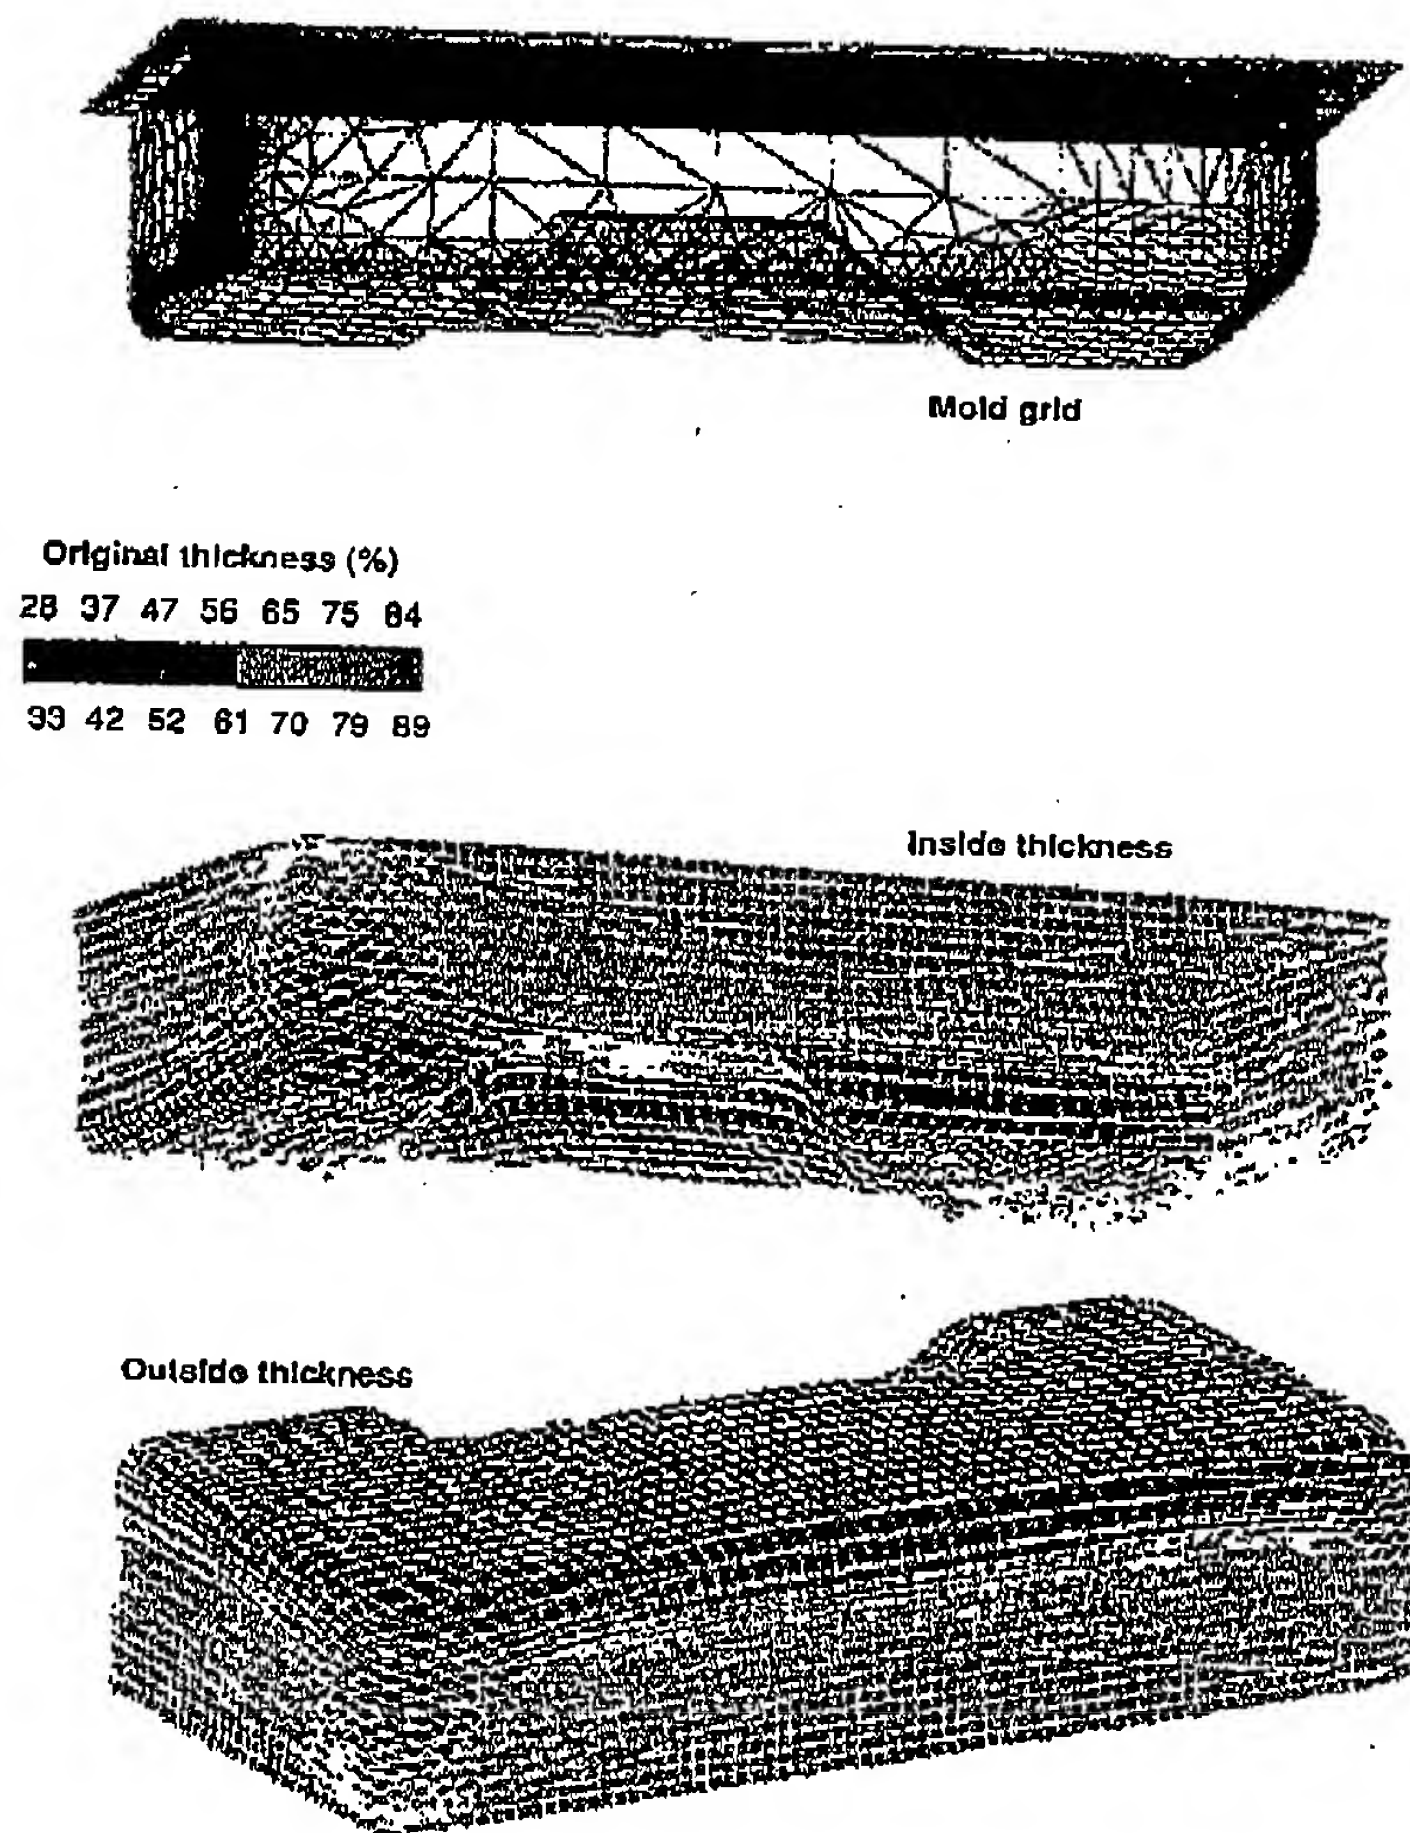 Mold grid
Original thickness (%)
28 37 47 56 65 75 84
33 42 52 61 70 79 89
Inside thickness
Outside thickness